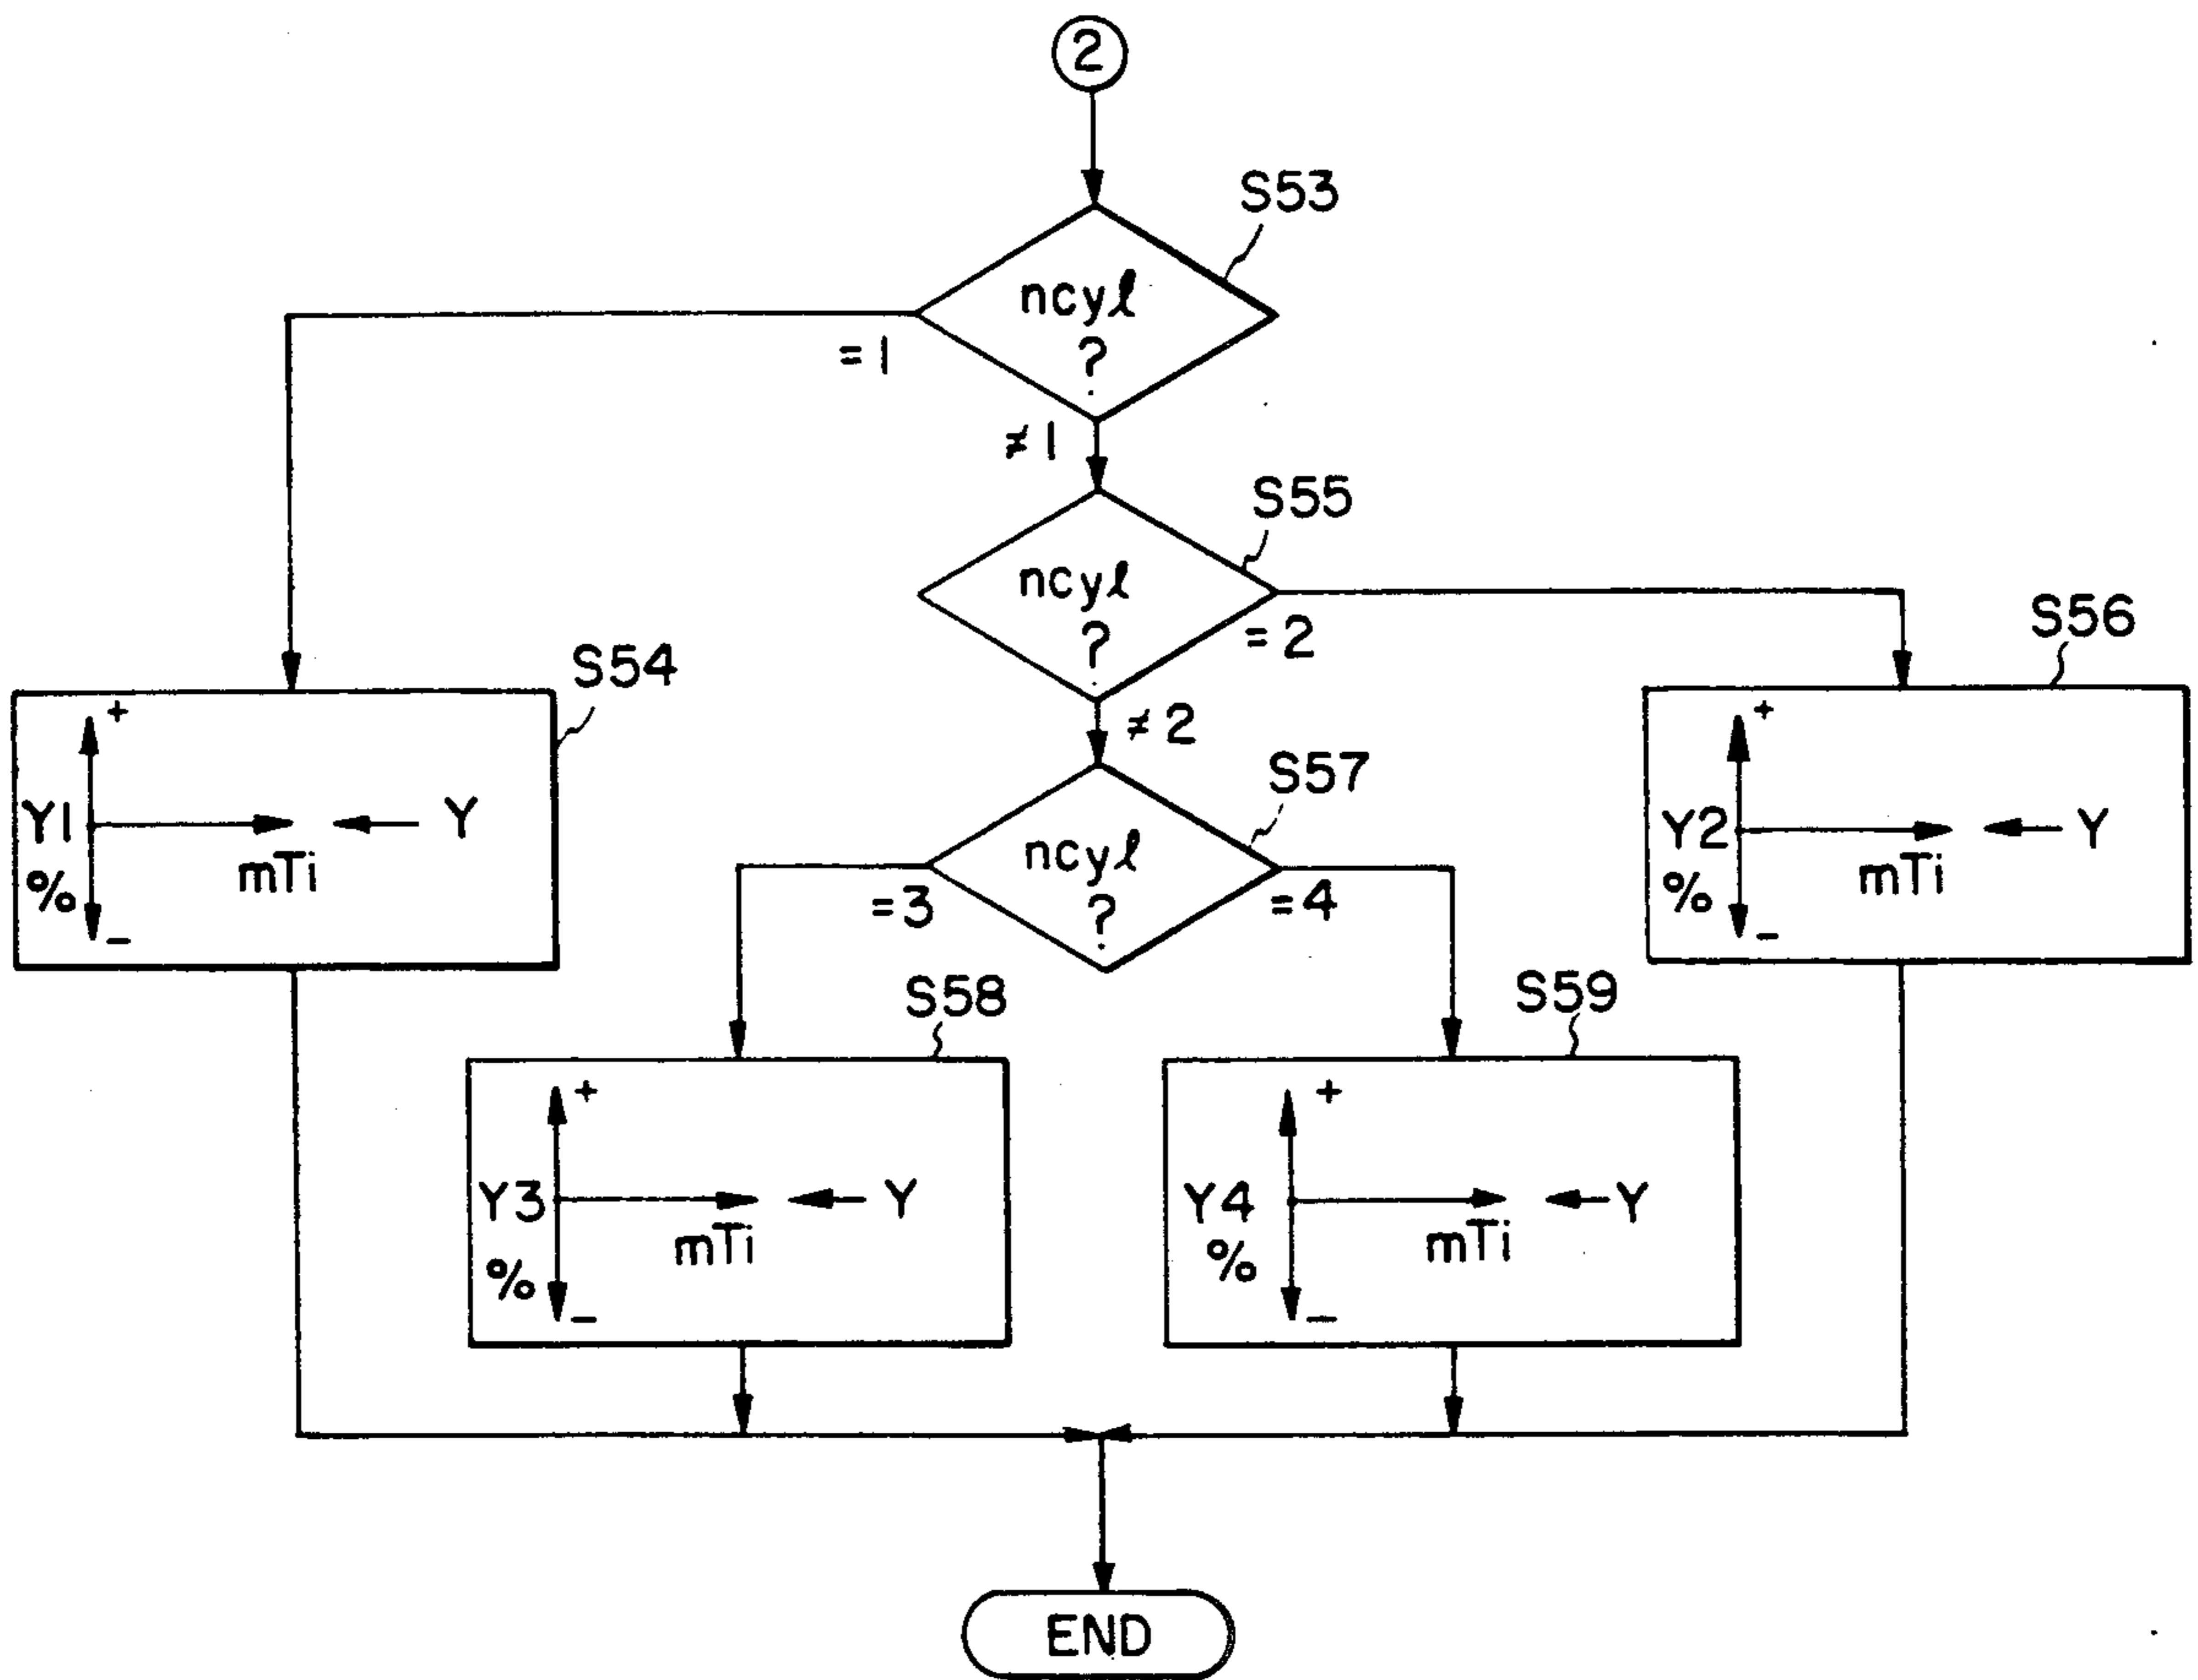 2
S53
ncyl
?
=1
≠1
S55
ncyl
?
=2
≠2
S54
+
Y1
%
mTi
Y
−
S56
+
Y2
%
mTi
Y
−
S57
ncyl
?
=3
=4
S58
+
Y3
%
mTi
Y
−
S59
+
Y4
%
mTi
Y
−
END